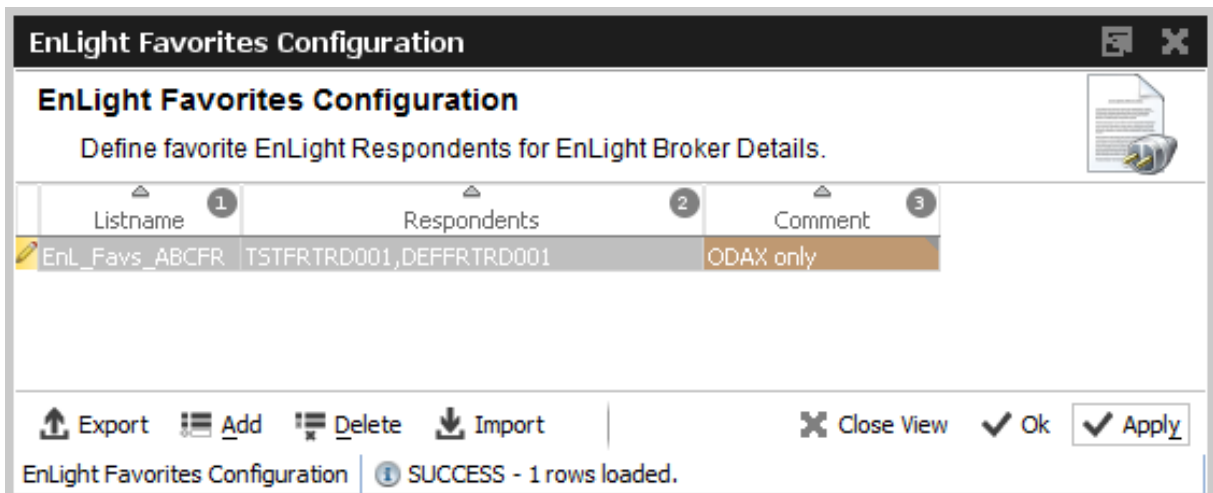 EnLight Favorites Configuration
EnLight Favorites Configuration
Define favorite EnLight Respondents for EnLight Broker Details.
1 2 3
Listname Respondents Comment
EnL_Favs_ABCFR TSTFRTRD001,DEFFRTRD001 ODAX only
Export Add Delete Import Close View Ok Apply
EnLight Favorites Configuration SUCCESS - 1 rows loaded.